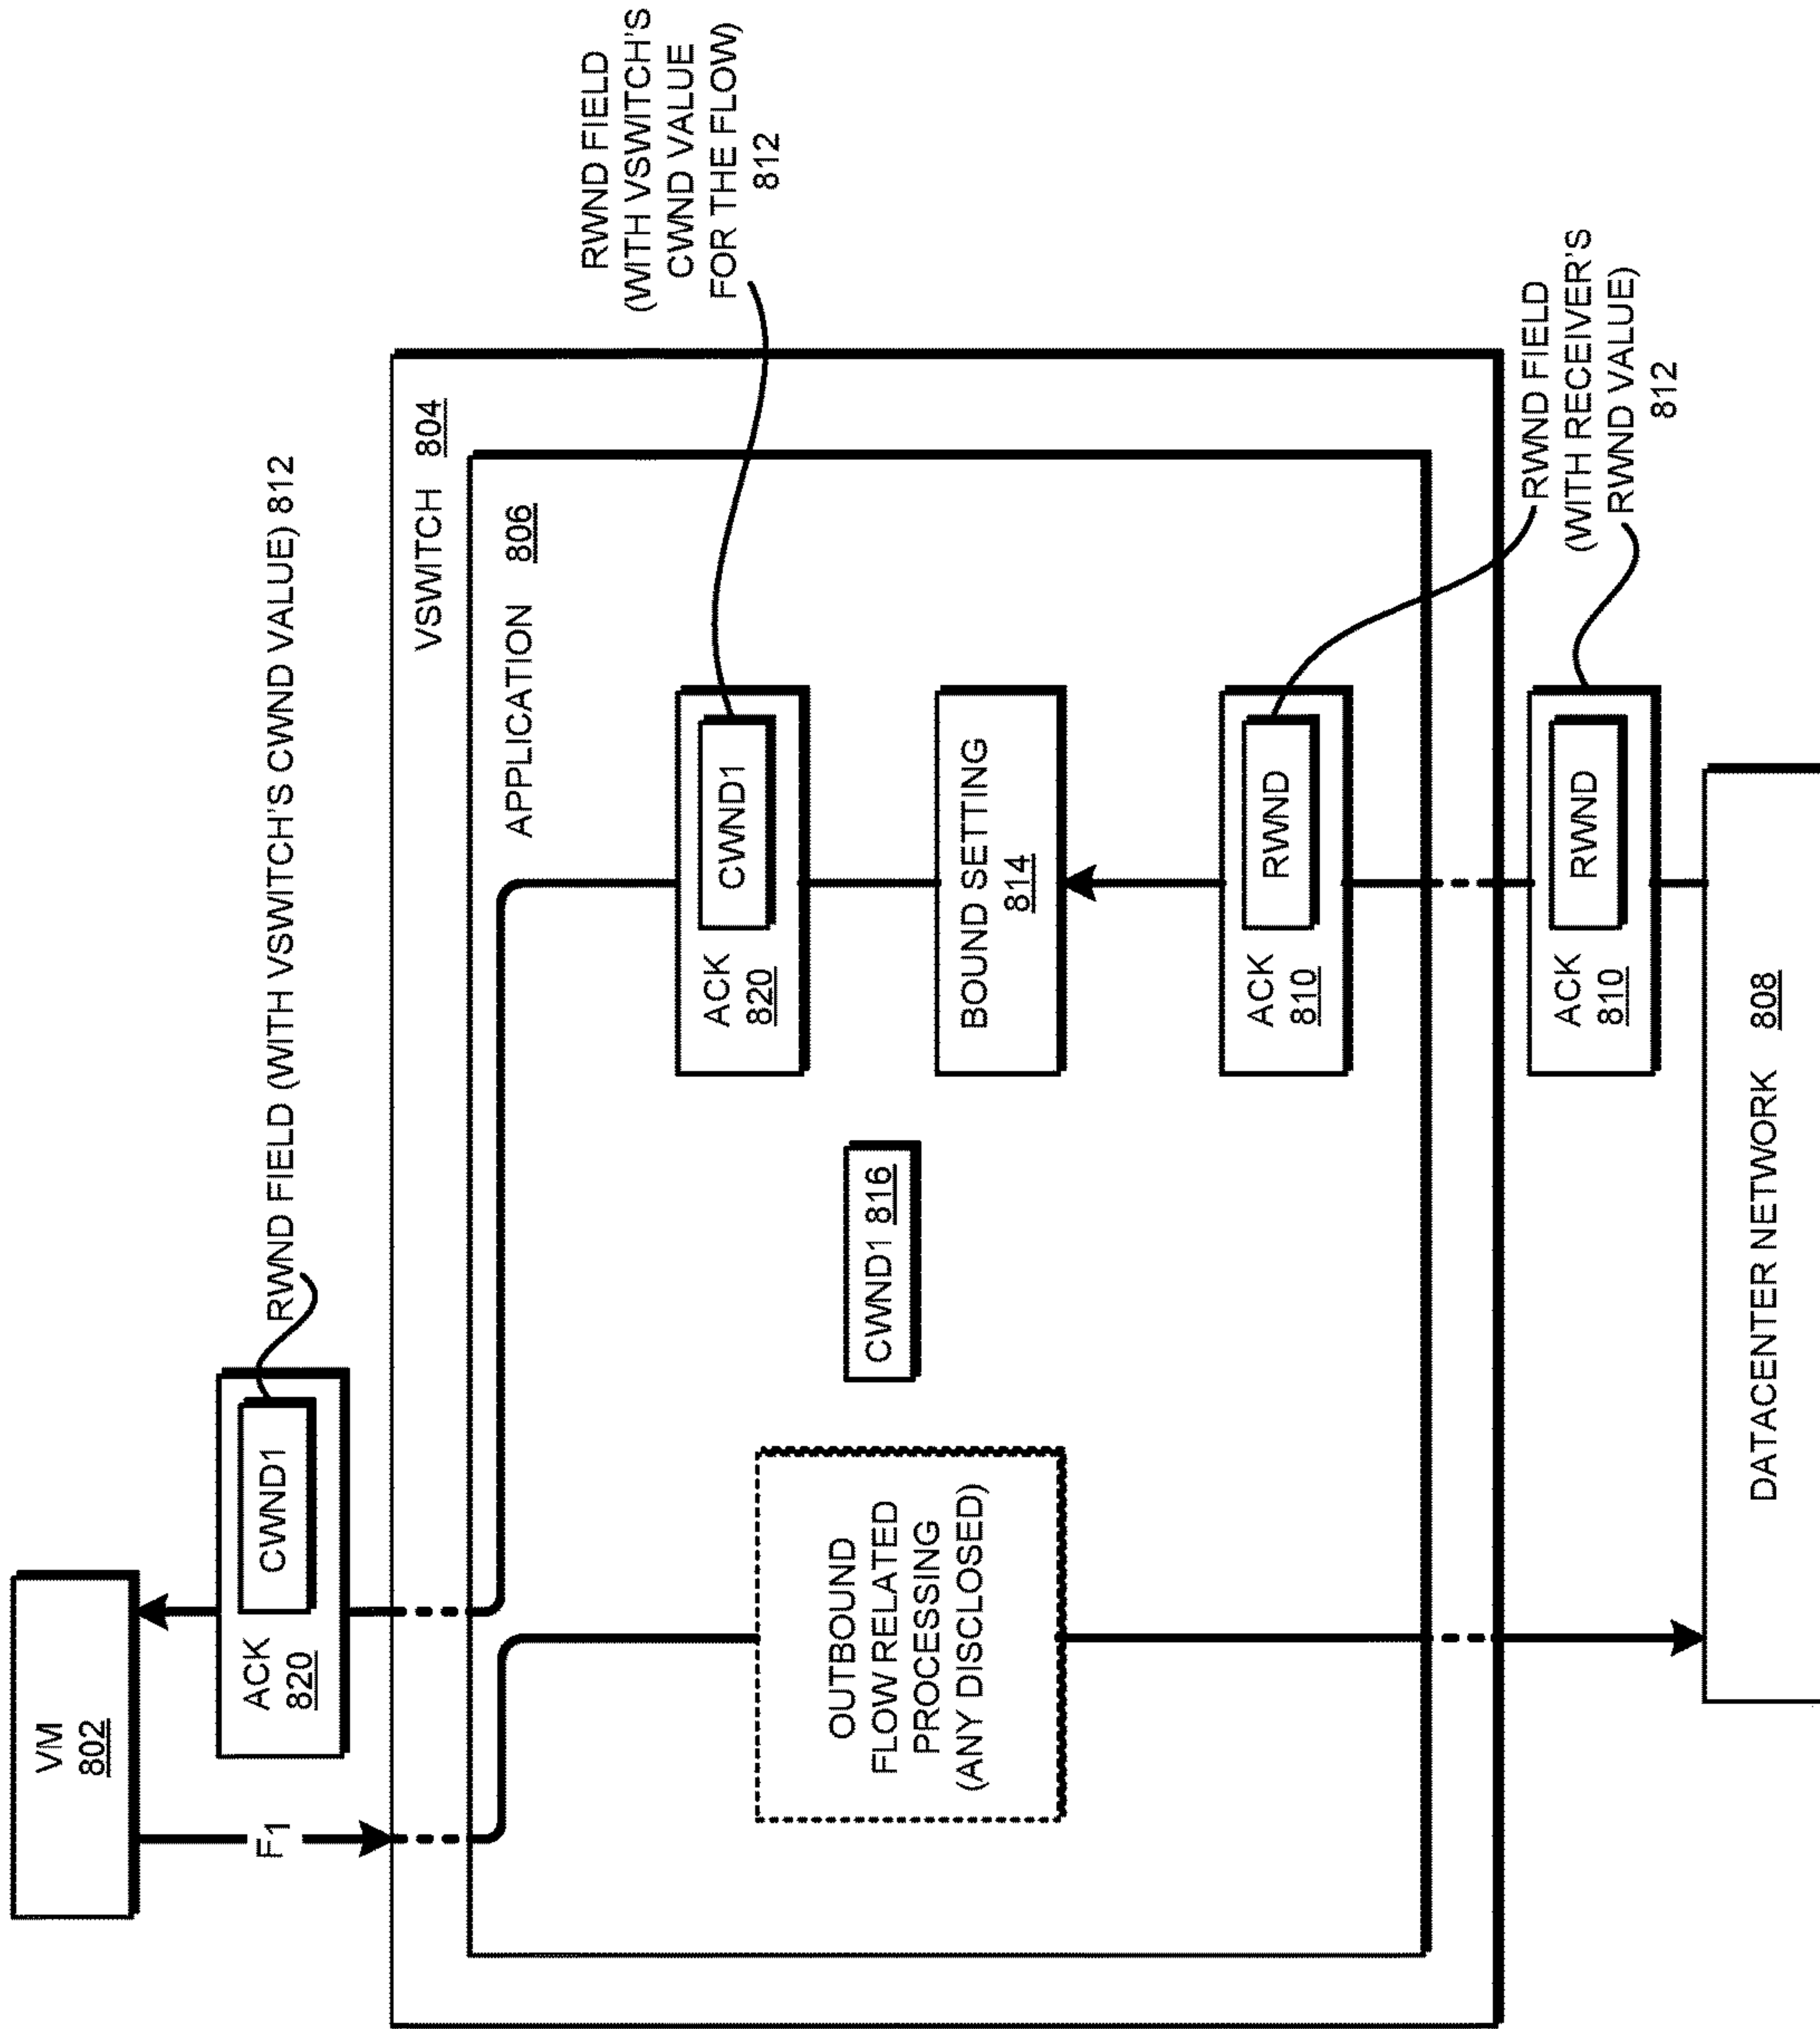 VM
802
F1
ACK
820
CWND1
RWND FIELD (WITH VSWITCH'S CWND VALUE) 812
VSWITCH 804
APPLICATION 806
OUTBOUND
FLOW RELATED
PROCESSING
(ANY DISCLOSED)
CWND1 816
ACK
820
CWND1
RWND FIELD
(WITH VSWITCH'S
CWND VALUE
FOR THE FLOW)
812
BOUND SETTING
814
ACK
810
RWND
ACK
810
RWND
RWND FIELD
(WITH RECEIVER'S
RWND VALUE)
812
DATACENTER NETWORK 808